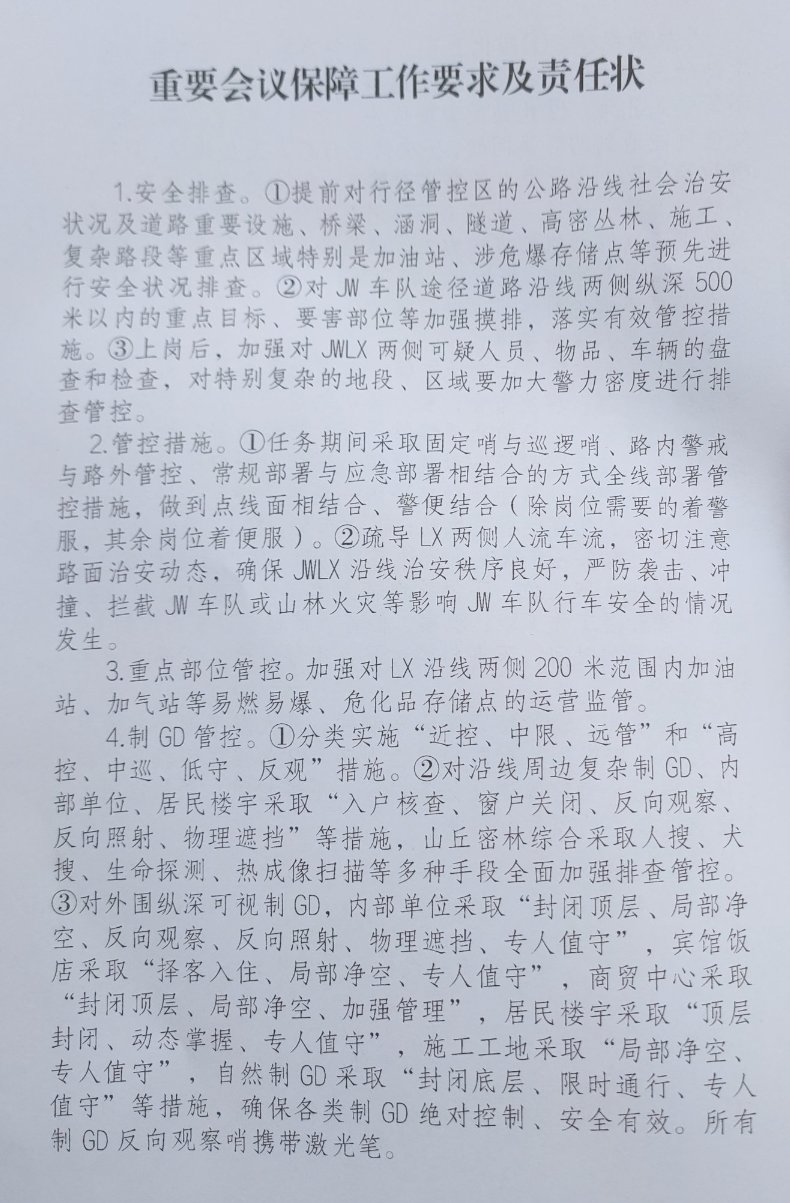 重要会议保障工作要求及责任状
1.安全排查。①提前对行径管控区的公路沿线社会治安
状况及道路重要设施、桥梁、涵洞、隧道、高密丛林、施工、
复杂路段等重点区域特别是加油站、涉危爆存储点等预先进
行安全状况排查。②对 JW 车队途径道路沿线两侧纵深 500
米以内的重点目标、要害部位等加强摸排，落实有效管控措
施。③上岗后，加强对 JWLX 两侧可疑人员、物品、车辆的盘
查和检查，对特别复杂的地段、区域要加大警力密度进行排
查管控。
2.管控措施。①任务期间采取固定哨与巡逻哨、路内警戒
与路外管控、常规部署与应急部署相结合的方式全线部署管
控措施，做到点线面相结合、警便结合（除岗位需要的着警
服，其余岗位着便服）。②疏导 LX 两侧人流车流，密切注意
路面治安动态，确保 JWLX 沿线治安秩序良好，严防袭击、冲
撞、拦截 JW 车队或山林火灾等影响 JW 车队行车安全的情况
发生。
3.重点部位管控。加强对 LX 沿线两侧 200 米范围内加油
站、加气站等易燃易爆、危化品存储点的运营监管。
4.制 GD 管控。①分类实施“近控、中限、远管”和“高
控、中巡、低守、反观”措施。②对沿线周边复杂制 GD、内
部单位、居民楼宇采取“入户核查、窗户关闭、反向观察、
反向照射、物理遮挡”等措施，山丘密林综合采取人搜、犬
搜、生命探测、热成像扫描等多种手段全面加强排查管控。
③对外围纵深可视制 GD，内部单位采取“封闭顶层、局部净
空、反向观察、反向照射、物理遮挡、专人值守”，宾馆饭
店采取“择客入住、局部净空、专人值守”，商贸中心采取
“封闭顶层、局部净空、加强管理”，居民楼宇采取“顶层
封闭、动态掌握、专人值守”，施工工地采取“局部净空、
专人值守”，自然制 GD 采取“封闭底层、限时通行、专人
值守”等措施，确保各类制 GD 绝对控制、安全有效。所有
制 GD 反向观察哨携带激光笔。